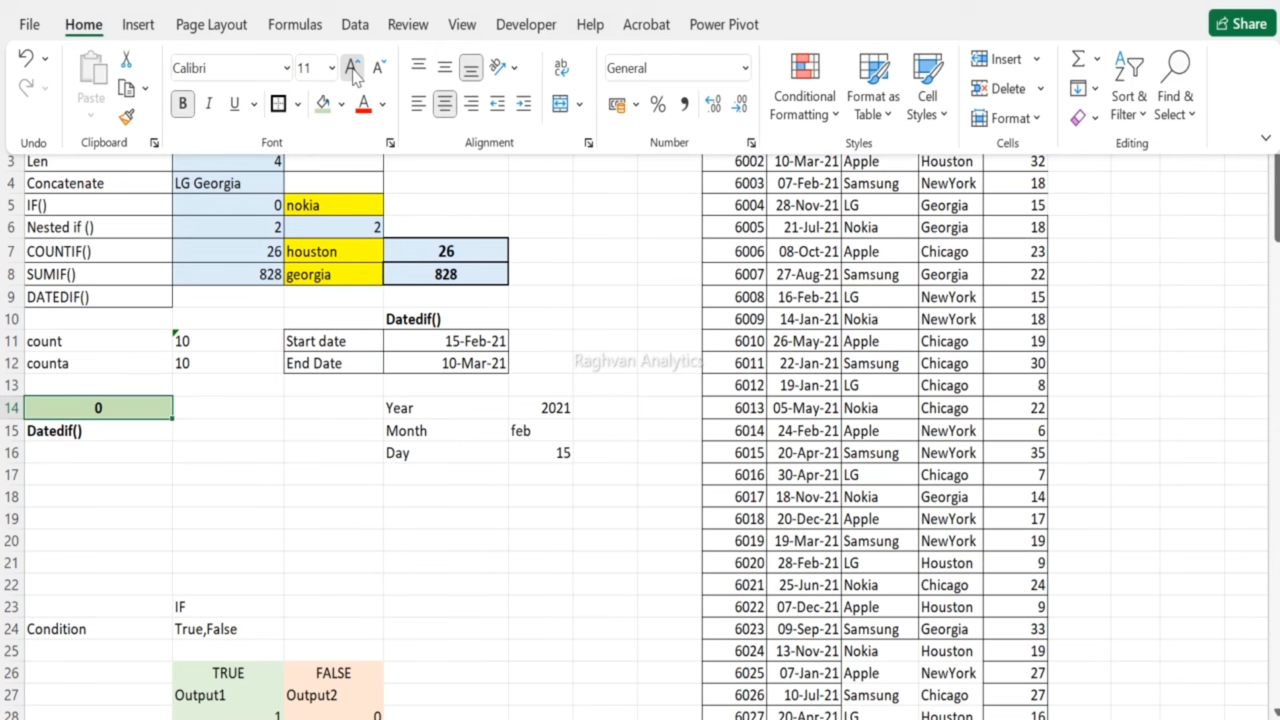 File Home Insert Page Layout Formulas Data Review View Developer Help Acrobat Power Pivot Share
Paste
Calibri 11 A A
B I U A
ab
General
% 9
Conditional Formatting
Format as Table
Cell Styles
Insert
Delete
Format
Sort & Filter
Find & Select
Undo Clipboard Font Alignment Number Styles Cells Editing
3 Len 4 6002 10-Mar-21 Apple Houston 32
4 Concatenate LG Georgia 6003 07-Feb-21 Samsung NewYork 18
5 IF() 0 nokia 6004 28-Nov-21 LG Georgia 15
6 Nested if () 2 2 6005 21-Jul-21 Nokia Georgia 18
7 COUNTIF() 26 houston 26 6006 08-Oct-21 Apple Chicago 23
8 SUMIF() 828 georgia 828 6007 27-Aug-21 Samsung Georgia 22
9 DATEDIF() 6008 16-Feb-21 LG NewYork 15
10 Datedif() 6009 14-Jan-21 Nokia NewYork 18
11 count 10 Start date 15-Feb-21 6010 26-May-21 Apple Chicago 19
12 counta 10 End Date 10-Mar-21 Raghvan Analytics 6011 22-Jan-21 Samsung Chicago 30
13 6012 19-Jan-21 LG Chicago 8
14 0 Year 2021 6013 05-May-21 Nokia Chicago 22
15 Datedif() Month feb 6014 24-Feb-21 Apple NewYork 6
16 Day 15 6015 20-Apr-21 Samsung NewYork 35
17 6016 30-Apr-21 LG Chicago 7
18 6017 18-Nov-21 Nokia Georgia 14
19 6018 20-Dec-21 Apple NewYork 17
20 6019 19-Mar-21 Samsung NewYork 19
21 6020 28-Feb-21 LG Houston 9
22 6021 25-Jun-21 Nokia Chicago 24
23 IF 6022 07-Dec-21 Apple Houston 9
24 Condition True,False 6023 09-Sep-21 Samsung Georgia 33
25 6024 13-Nov-21 Nokia Houston 19
26 TRUE FALSE 6025 07-Jan-21 Apple NewYork 27
27 Output1 Output2 6026 10-Jul-21 Samsung Chicago 27
28 1 0 6027 20-Apr-21 LG Houston 16